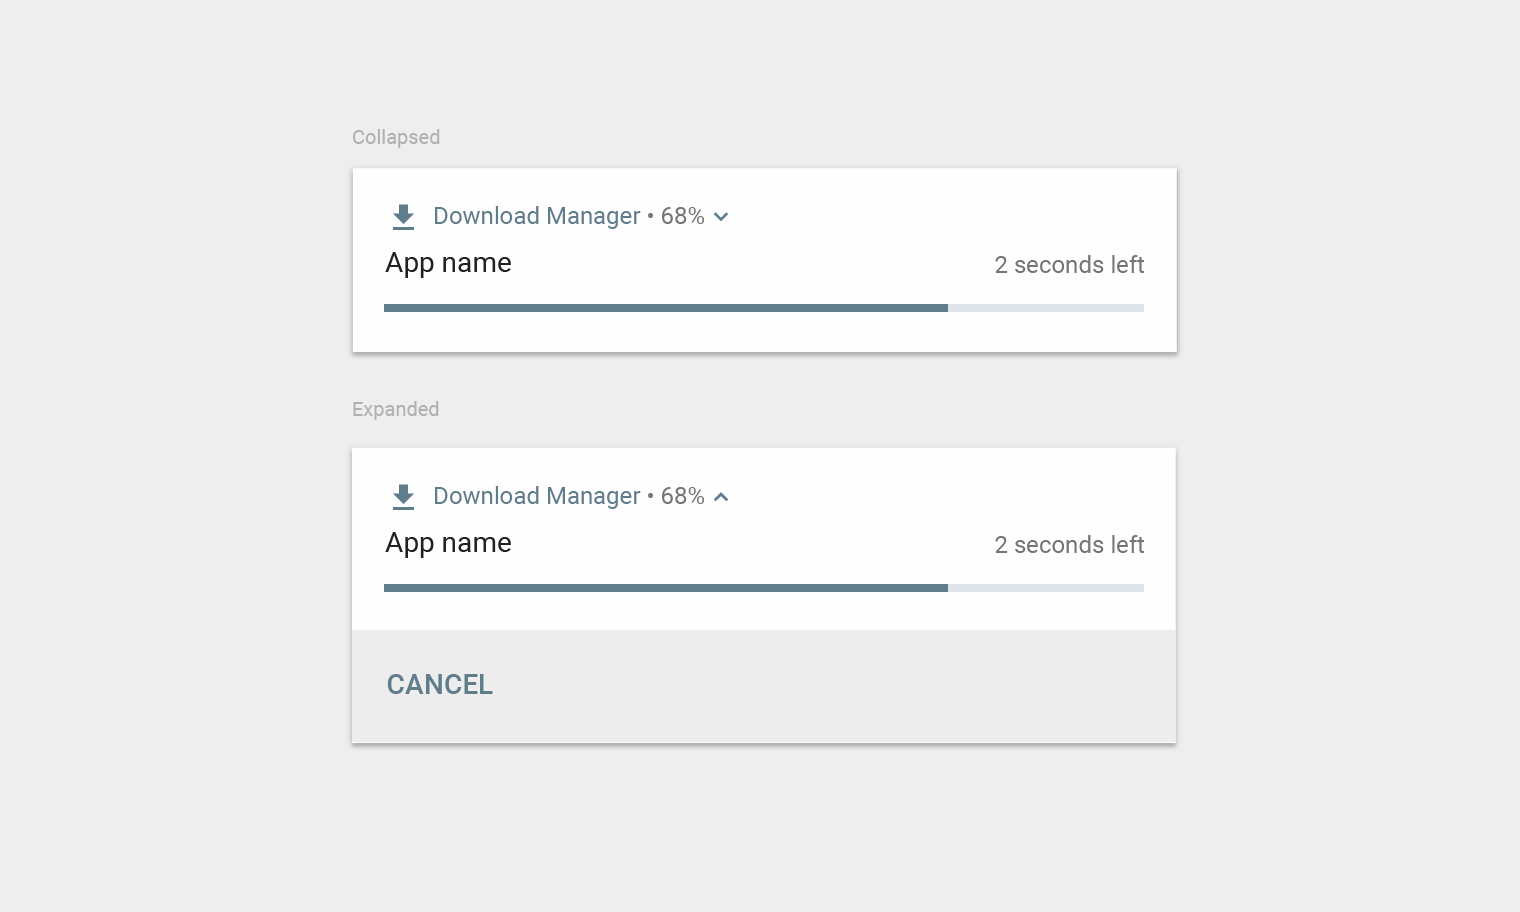 Collapsed
Download Manager • 68%
App name
2 seconds left
Expanded
Download Manager • 68%
App name
2 seconds left
CANCEL